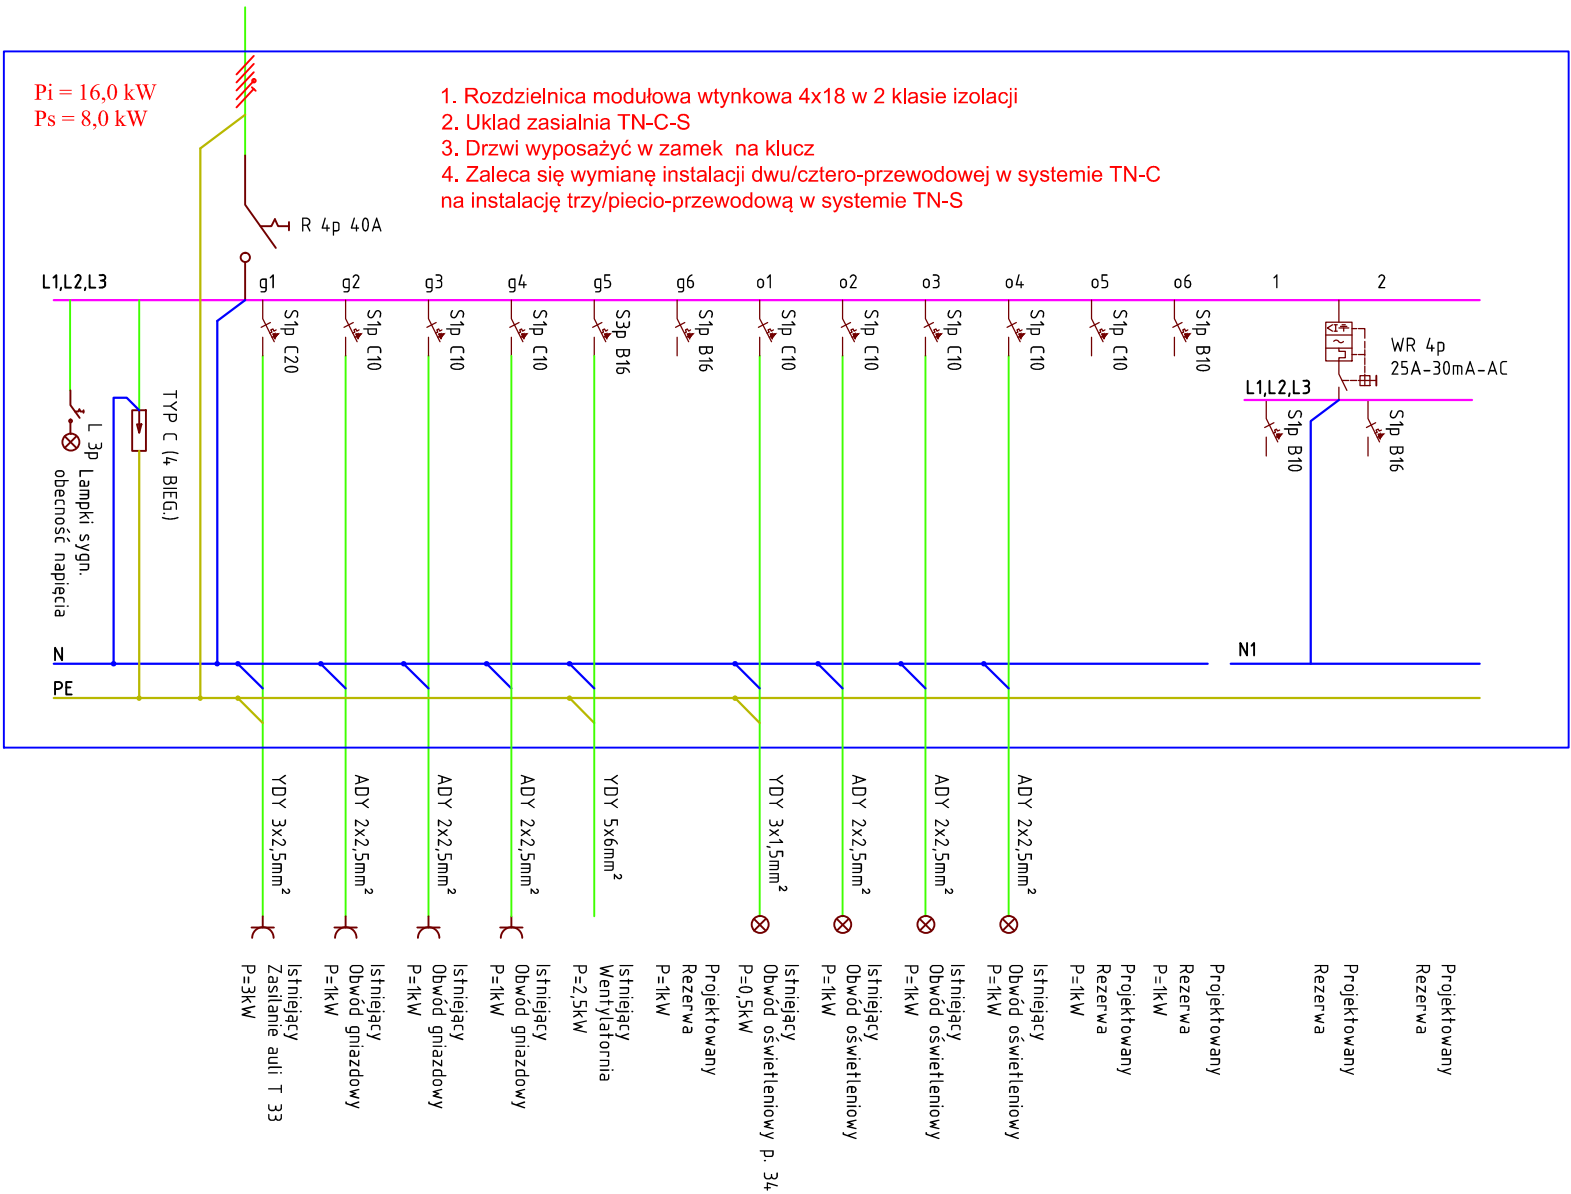 Pi = 16,0 kW
Ps = 8,0 kW
1. Rozdzielnica modułowa wtynkowa 4x18 w 2 klasie izolacji
2. Uklad zasialnia TN-C-S
3. Drzwi wyposażyć w zamek  na klucz
4. Zaleca się wymianę instalacji dwu/cztero-przewodowej w systemie TN-C
na instalację trzy/piecio-przewodową w systemie TN-S
R 4p 40A
L1,L2,L3
g1
g2
g3
g4
g5
g6
o1
o2
o3
o4
o5
o6
1
2
S1p C20
S1p C10
S1p C10
S1p C10
S3p B16
S1p B16
S1p C10
S1p C10
S1p C10
S1p C10
S1p C10
S1p B10
WR 4p
25A-30mA-AC
L1,L2,L3
S1p B10
S1p B16
TYP C (4 BIEG.)
L 3p
Lampki sygn.
obecność napięcia
N
N1
PE
YDY 3x2,5mm²
ADY 2x2,5mm²
ADY 2x2,5mm²
ADY 2x2,5mm²
YDY 5x6mm²
YDY 3x1,5mm²
ADY 2x2,5mm²
ADY 2x2,5mm²
ADY 2x2,5mm²
Istniejący
Zasilanie auli T 33
P=3kW
Istniejący
Obwód gniazdowy
P=1kW
Istniejący
Obwód gniazdowy
P=1kW
Istniejący
Obwód gniazdowy
P=1kW
Istniejący
Wentylatornia
P=2,5kW
Projektowany
Rezerwa
P=1kW
Istniejący
Obwód oświetleniowy p. 34
P=0,5kW
Istniejący
Obwód oświetleniowy
P=1kW
Istniejący
Obwód oświetleniowy
P=1kW
Istniejący
Obwód oświetleniowy
P=1kW
Projektowany
Rezerwa
P=1kW
Projektowany
Rezerwa
P=1kW
Projektowany
Rezerwa
Projektowany
Rezerwa